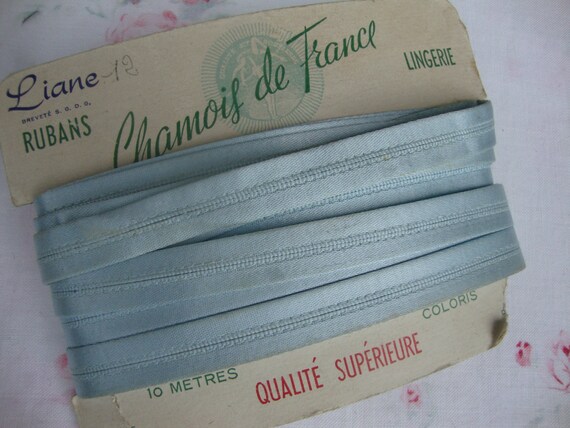 Liane 12
BREVETÉ S. G. D. G.
RUBANS
Chamois de France
LINGERIE
COLORIS
10 METRES
QUALITÉ SUPÉRIEURE